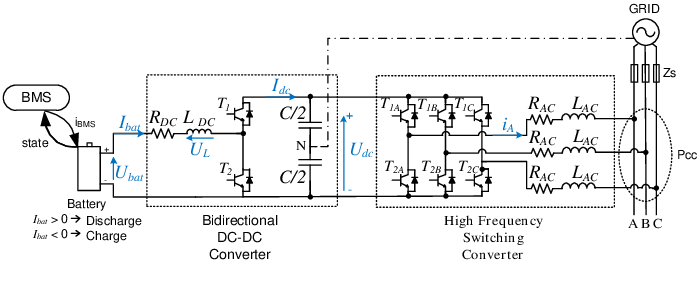 GRID
Zs
BMS
i_BMS
state
I_bat
R_DC
L_DC
U_L
U_bat
+
-
Battery
I_bat > 0 → Discharge
I_bat < 0 → Charge
T_1
T_2
I_dc
C/2
N
C/2
+
U_dc
-
Bidirectional
DC-DC
Converter
T_1A
T_1B
T_1C
T_2A
T_2B
T_2C
i_A
R_AC
L_AC
R_AC
L_AC
R_AC
L_AC
High Frequency
Switching
Converter
Pcc
A B C